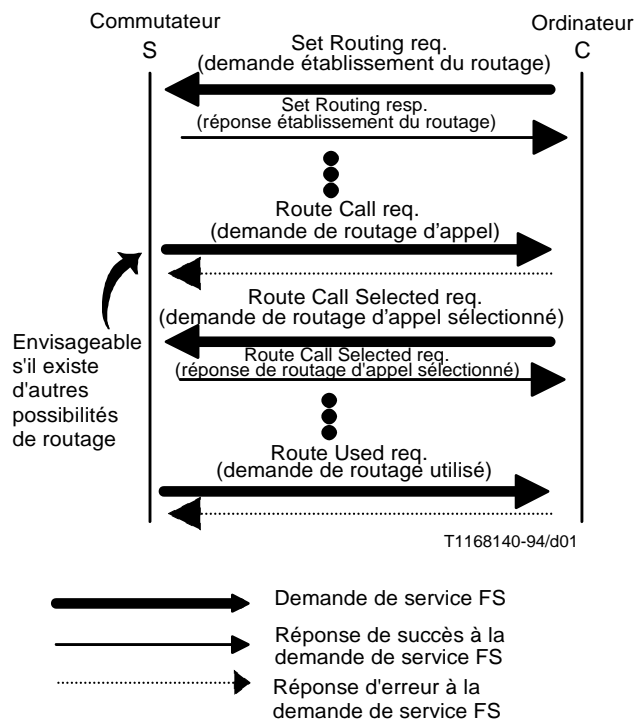 Commutateur
S
Ordinateur
C
Set Routing req.
(demande établissement du routage)
Set Routing resp.
(réponse établissement du routage)
Route Call req.
(demande de routage d'appel)
Route Call Selected req.
(demande de routage d'appel sélectionné)
Route Call Selected req.
(réponse de routage d'appel sélectionné)
Envisageable
s'il existe
d'autres
possibilités
de routage
Route Used req.
(demande de routage utilisé)
T1168140-94/d01
Demande de service FS
Réponse de succès à la
demande de service FS
Réponse d'erreur à la
demande de service FS